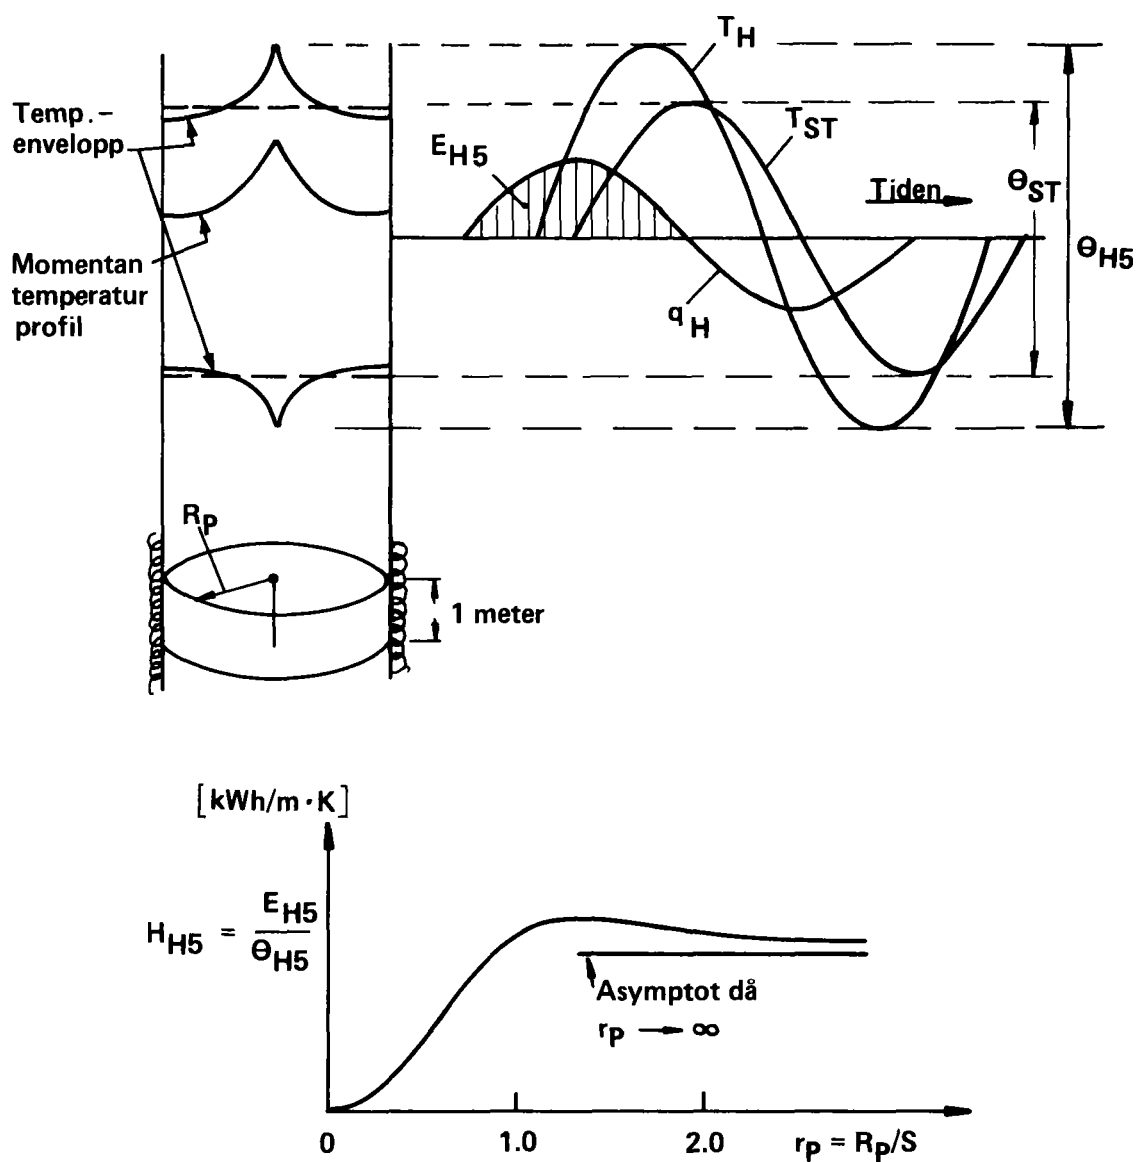 T_H
Temp.-
envelopp
E_H5
T_ST
Tiden
Θ_ST
Θ_H5
Momentan
temperatur
profil
q_H
R_P
1 meter
[kWh/m·K]
H_H5 = E_H5/Θ_H5
Asymptot då
r_P → ∞
0 1.0 2.0 r_P = R_P/S